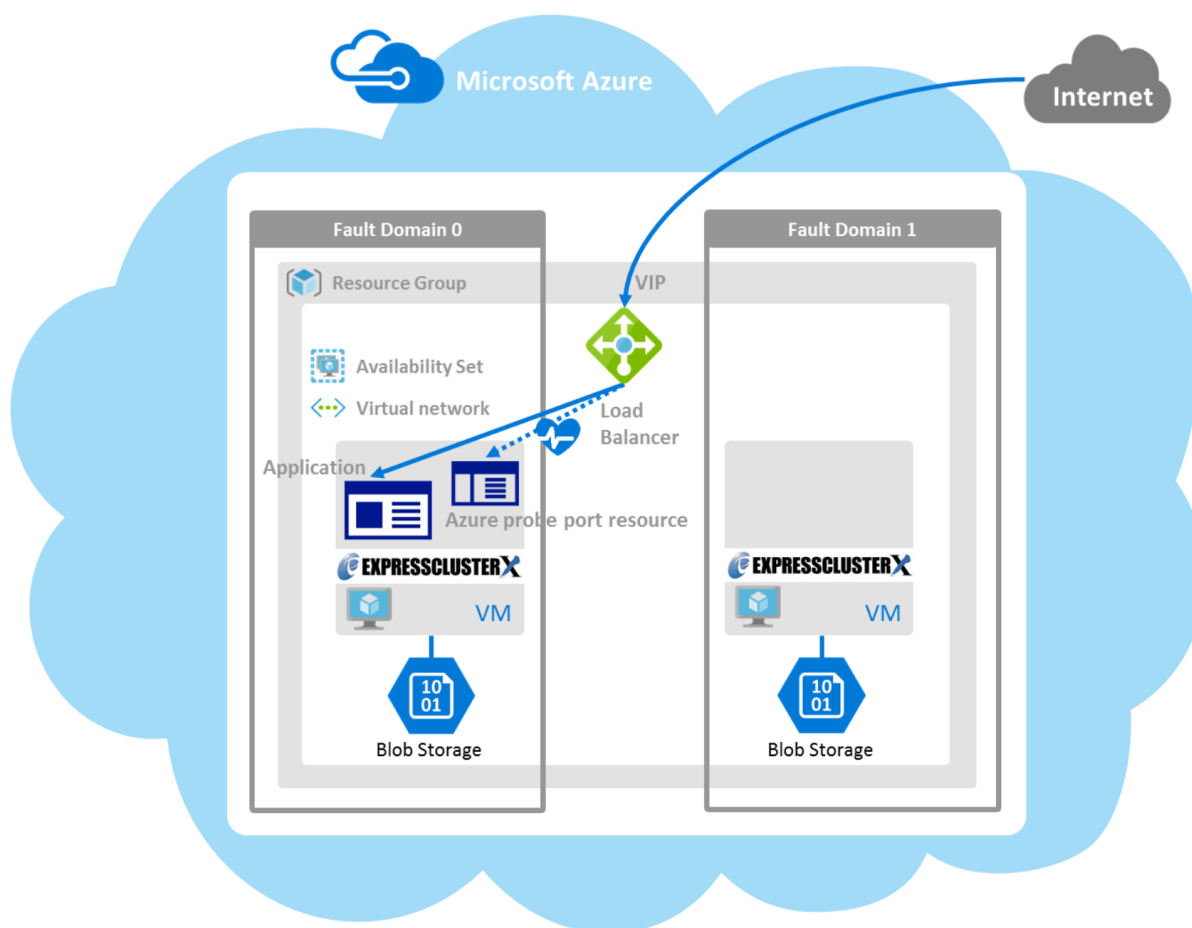 Microsoft Azure
Internet
Fault Domain 0
Fault Domain 1
Resource Group
VIP
Availability Set
Virtual network
Load
Balancer
Application
Azure probe port resource
EXPRESSCLUSTER X
EXPRESSCLUSTER X
VM
VM
10
01
10
01
Blob Storage
Blob Storage